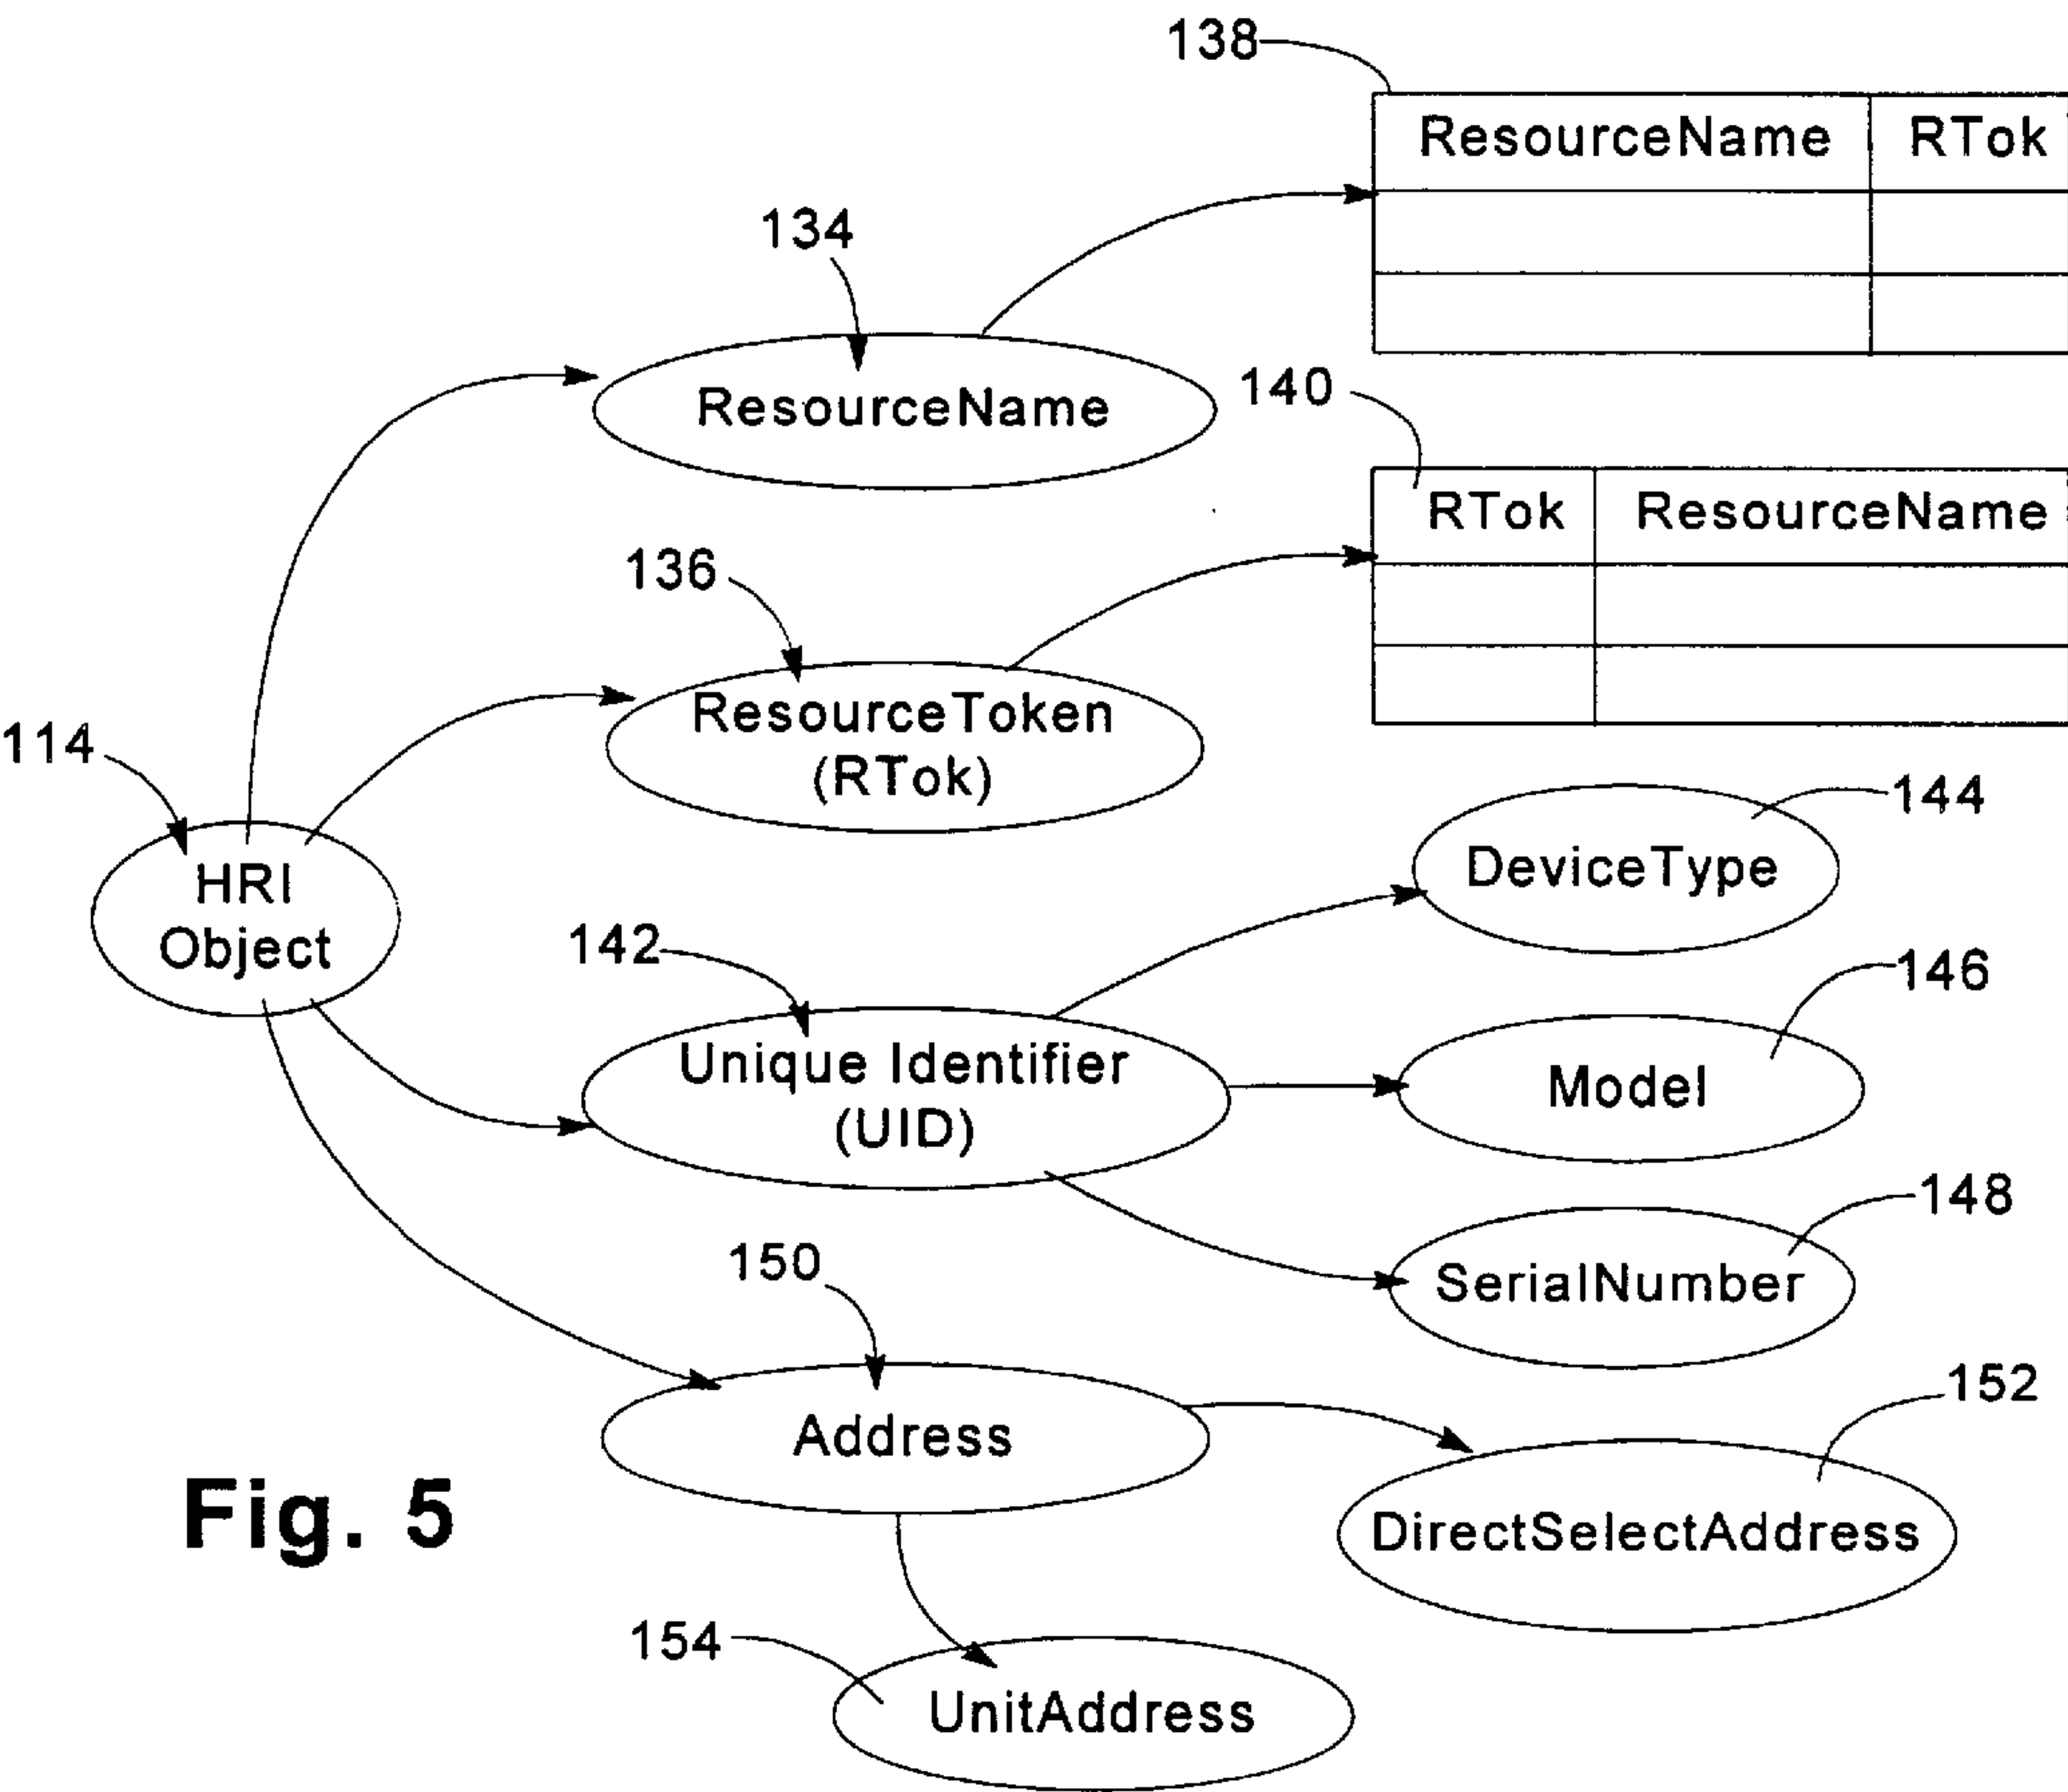 138
ResourceName RTok
134
ResourceName
140
RTok ResourceName
136
ResourceToken
(RTok)
114
HRI
Object
144
DeviceType
142
Unique Identifier
(UID)
146
Model
148
SerialNumber
150
Address
152
DirectSelectAddress
Fig. 5
154
UnitAddress